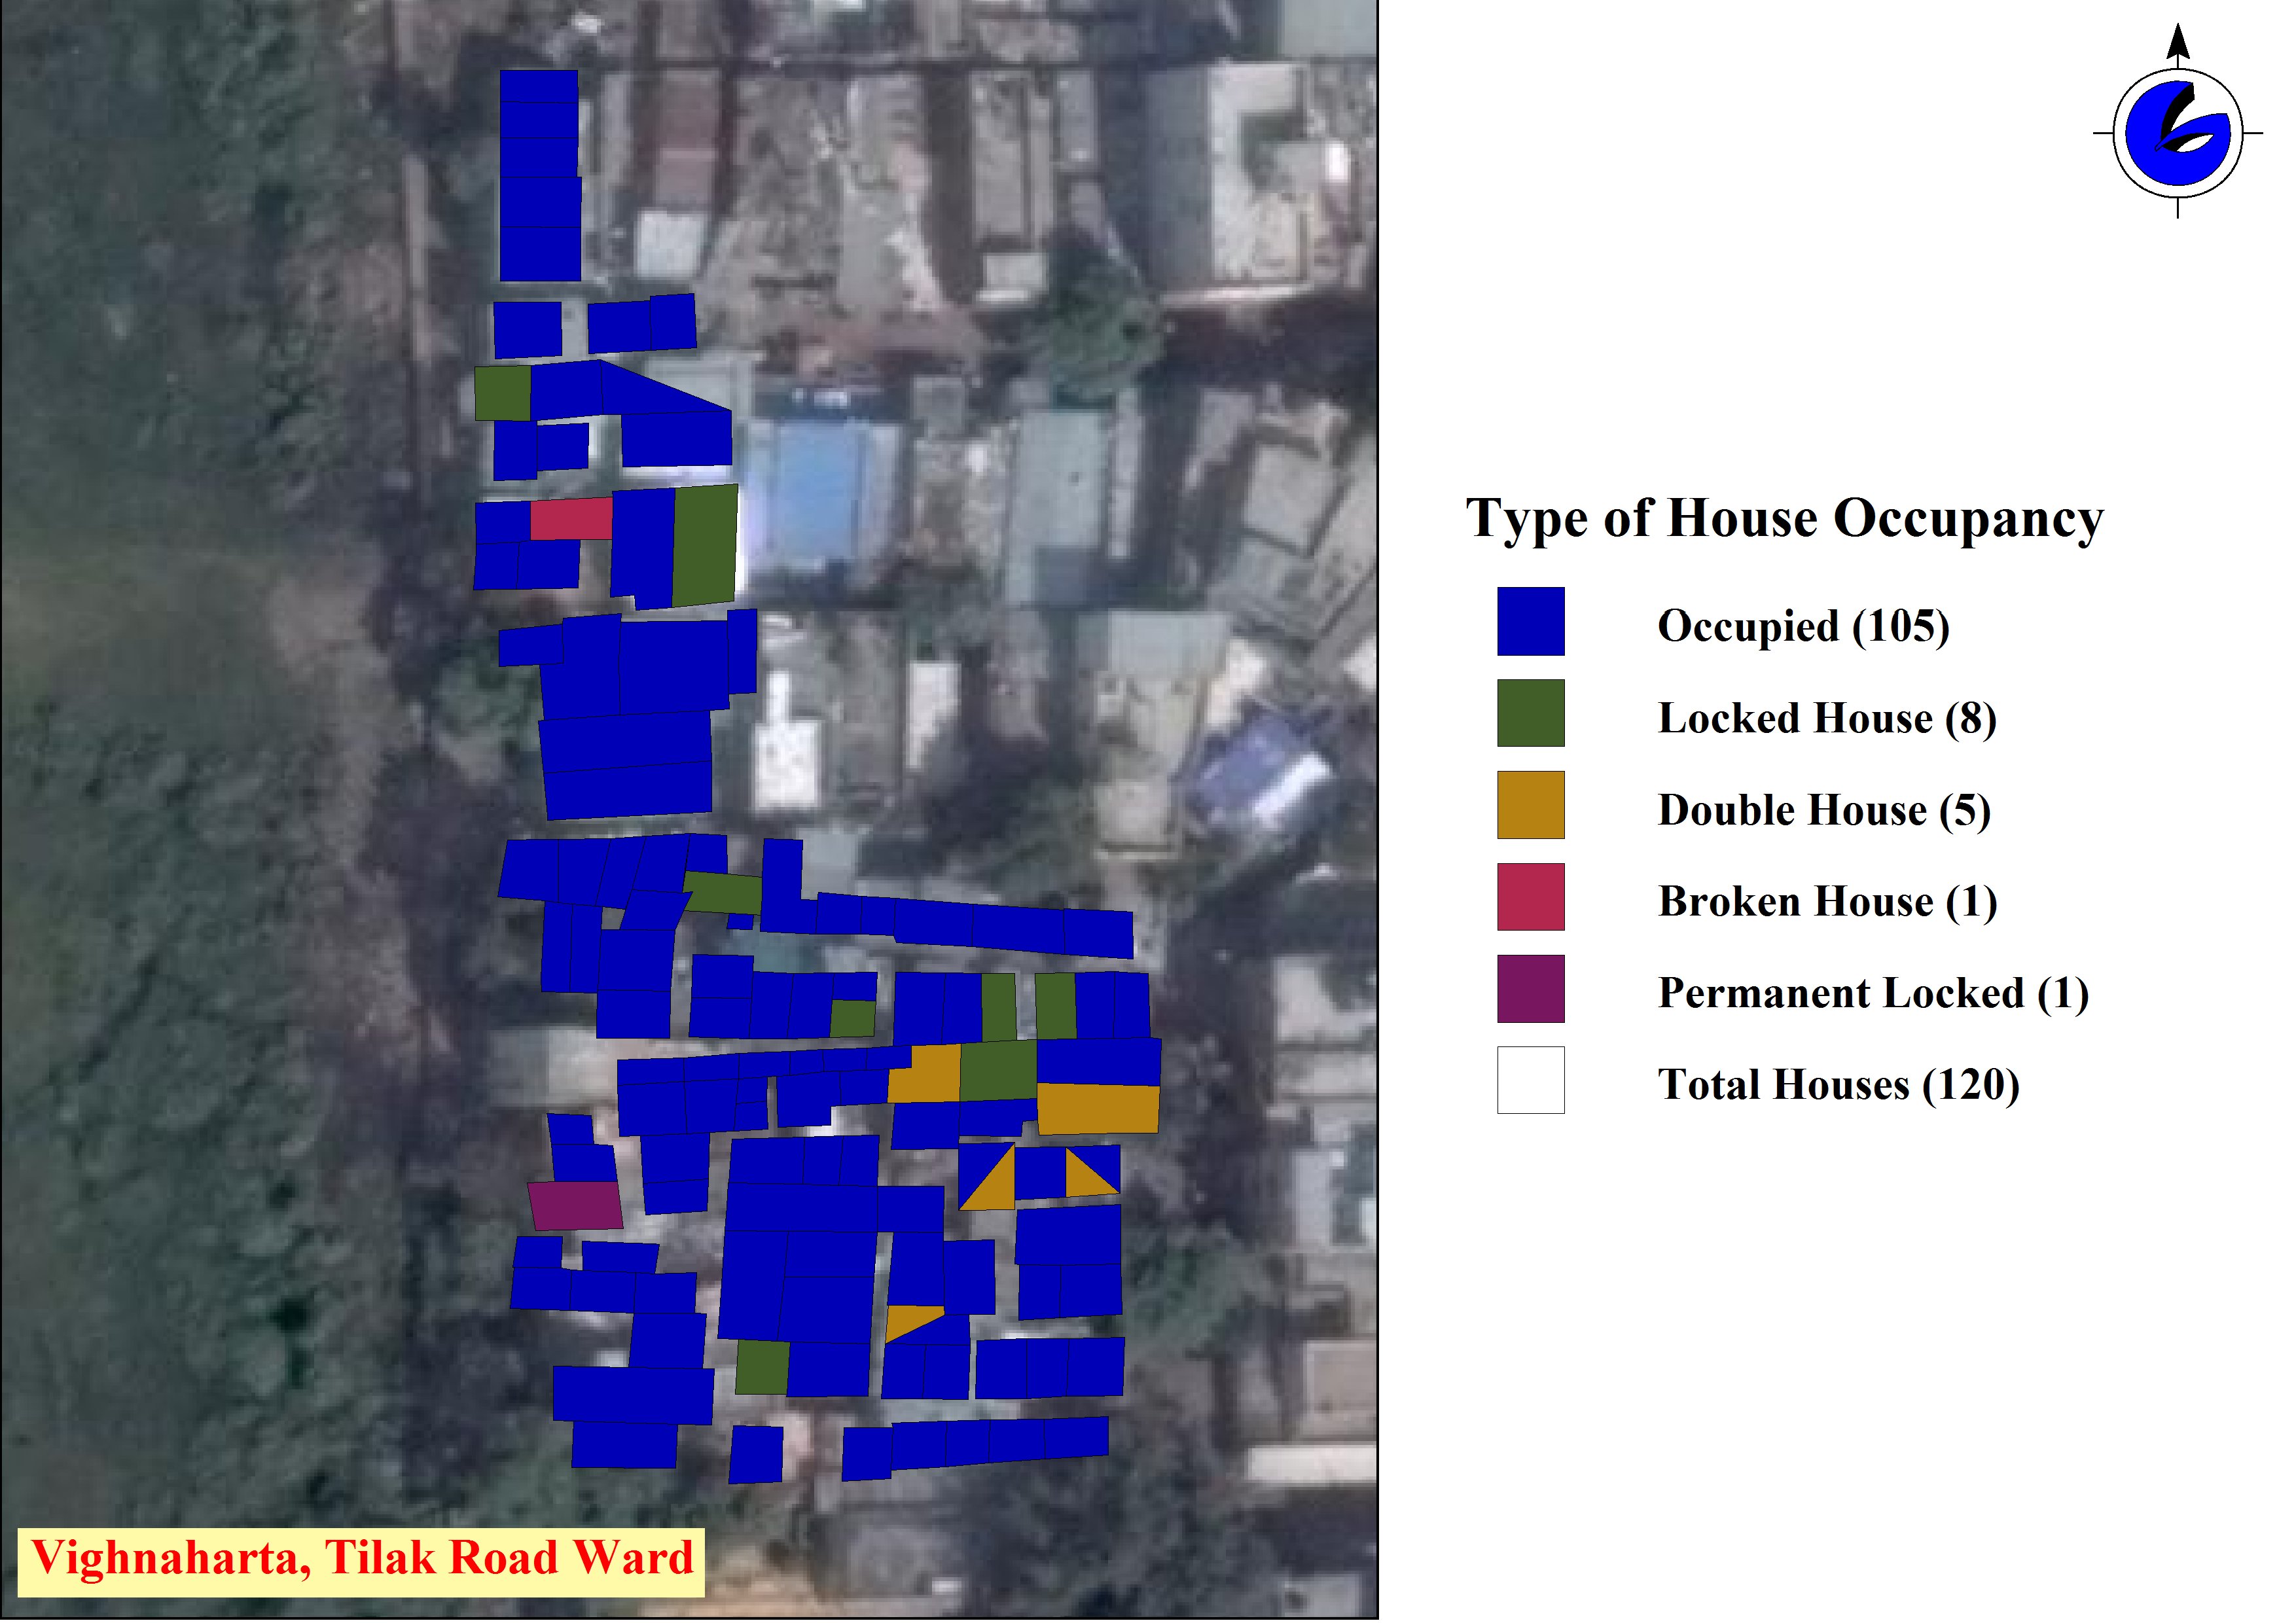 Type of House Occupancy
Occupied (105)
Locked House (8)
Double House (5)
Broken House (1)
Permanent Locked (1)
Total Houses (120)
Vighnaharta, Tilak Road Ward